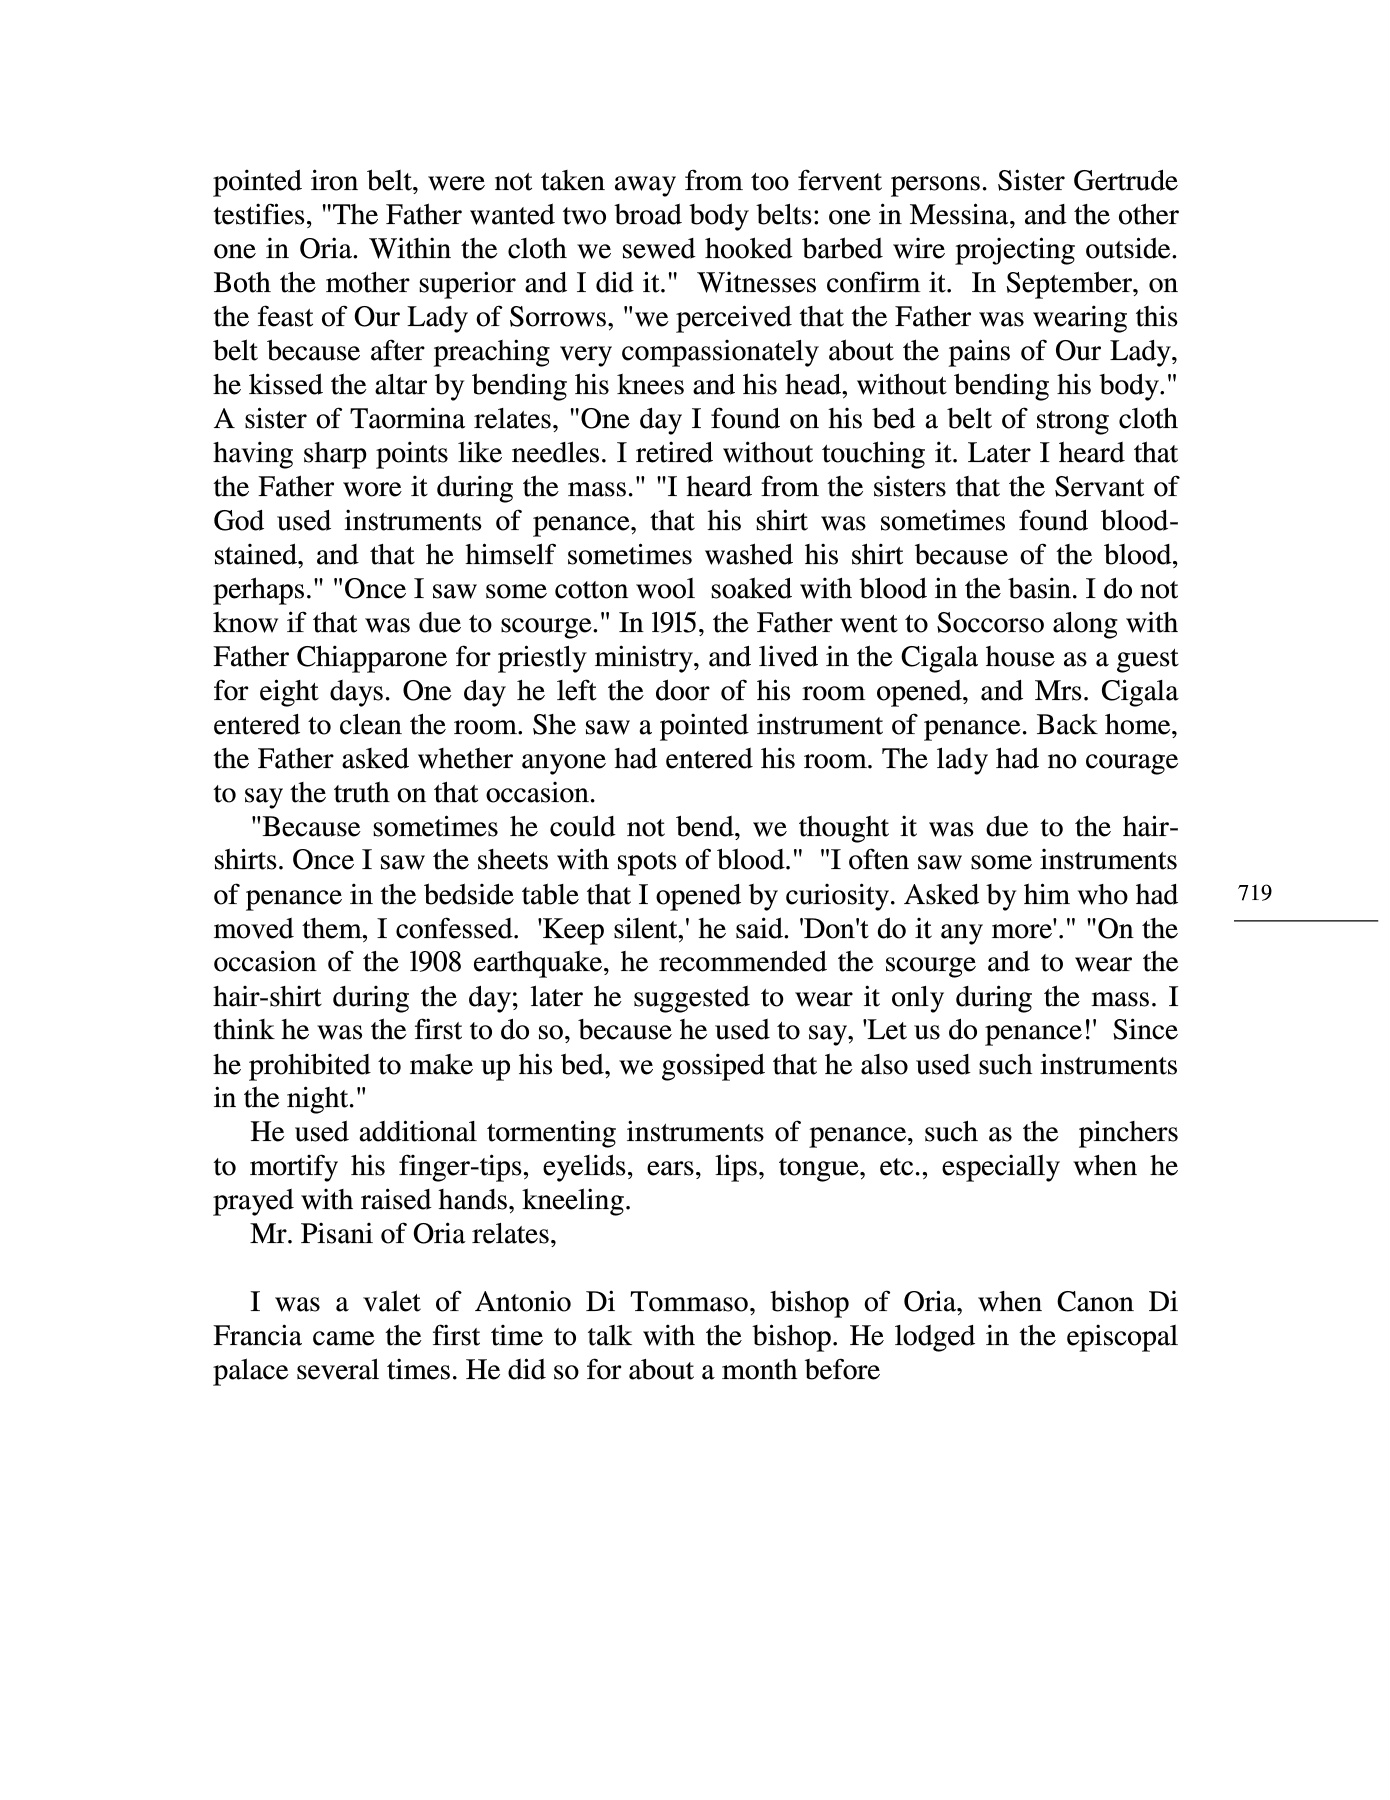 pointed iron belt, were not taken away from too fervent persons. Sister Gertrude
testifies, "The Father wanted two broad body belts: one in Messina, and the other
one in Oria. Within the cloth we sewed hooked barbed wire projecting outside.
Both the mother superior and I did it."  Witnesses confirm it.  In September, on
the feast of Our Lady of Sorrows, "we perceived that the Father was wearing this
belt because after preaching very compassionately about the pains of Our Lady,
he kissed the altar by bending his knees and his head, without bending his body."
A sister of Taormina relates, "One day I found on his bed a belt of strong cloth
having sharp points like needles. I retired without touching it. Later I heard that
the Father wore it during the mass." "I heard from the sisters that the Servant of
God used instruments of penance, that his shirt was sometimes found blood-
stained, and that he himself sometimes washed his shirt because of the blood,
perhaps." "Once I saw some cotton wool  soaked with blood in the basin. I do not
know if that was due to scourge." In l9l5, the Father went to Soccorso along with
Father Chiapparone for priestly ministry, and lived in the Cigala house as a guest
for eight days. One day he left the door of his room opened, and Mrs. Cigala
entered to clean the room. She saw a pointed instrument of penance. Back home,
the Father asked whether anyone had entered his room. The lady had no courage
to say the truth on that occasion.
"Because sometimes he could not bend, we thought it was due to the hair-
shirts. Once I saw the sheets with spots of blood."  "I often saw some instruments
of penance in the bedside table that I opened by curiosity. Asked by him who had
moved them, I confessed.  'Keep silent,' he said. 'Don't do it any more'." "On the
occasion of the l908 earthquake, he recommended the scourge and to wear the
hair-shirt during the day; later he suggested to wear it only during the mass. I
think he was the first to do so, because he used to say, 'Let us do penance!'  Since
he prohibited to make up his bed, we gossiped that he also used such instruments
in the night."
He used additional tormenting instruments of penance, such as the  pinchers
to mortify his finger-tips, eyelids, ears, lips, tongue, etc., especially when he
prayed with raised hands, kneeling.
Mr. Pisani of Oria relates,
I was a valet of Antonio Di Tommaso, bishop of Oria, when Canon Di
Francia came the first time to talk with the bishop. He lodged in the episcopal
palace several times. He did so for about a month before
719